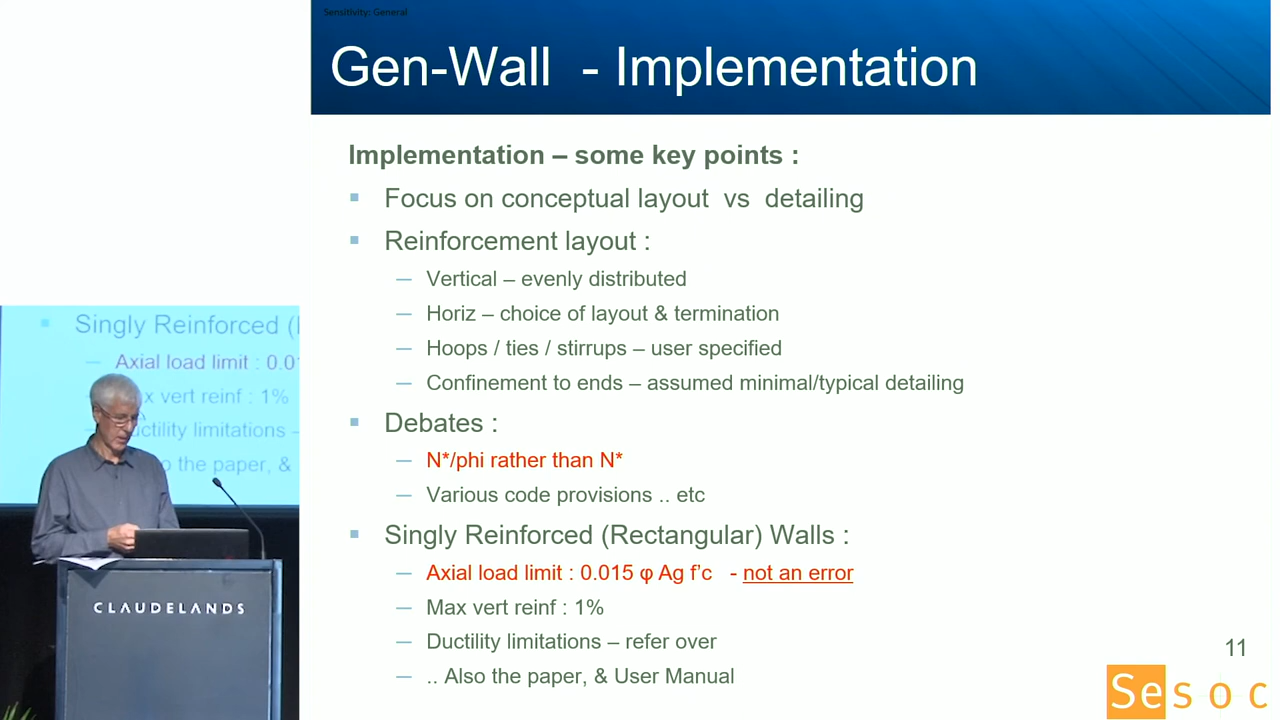 Sensitivity: General
Gen-Wall - Implementation
Implementation – some key points :
Focus on conceptual layout vs detailing
Reinforcement layout :
Vertical – evenly distributed
Horiz – choice of layout & termination
Hoops / ties / stirrups – user specified
Confinement to ends – assumed minimal/typical detailing
Debates :
N*/phi rather than N*
Various code provisions .. etc
Singly Reinforced (Rectangular) Walls :
Axial load limit : 0.015 φ Ag f'c - not an error
Max vert reinf : 1%
Ductility limitations – refer over
.. Also the paper, & User Manual
11
Sesoc
Singly Reinforced (
Axial load limit : 0.0
x vert reinf : 1%
uctility limitations –
o the paper, &
CLAUDELANDS